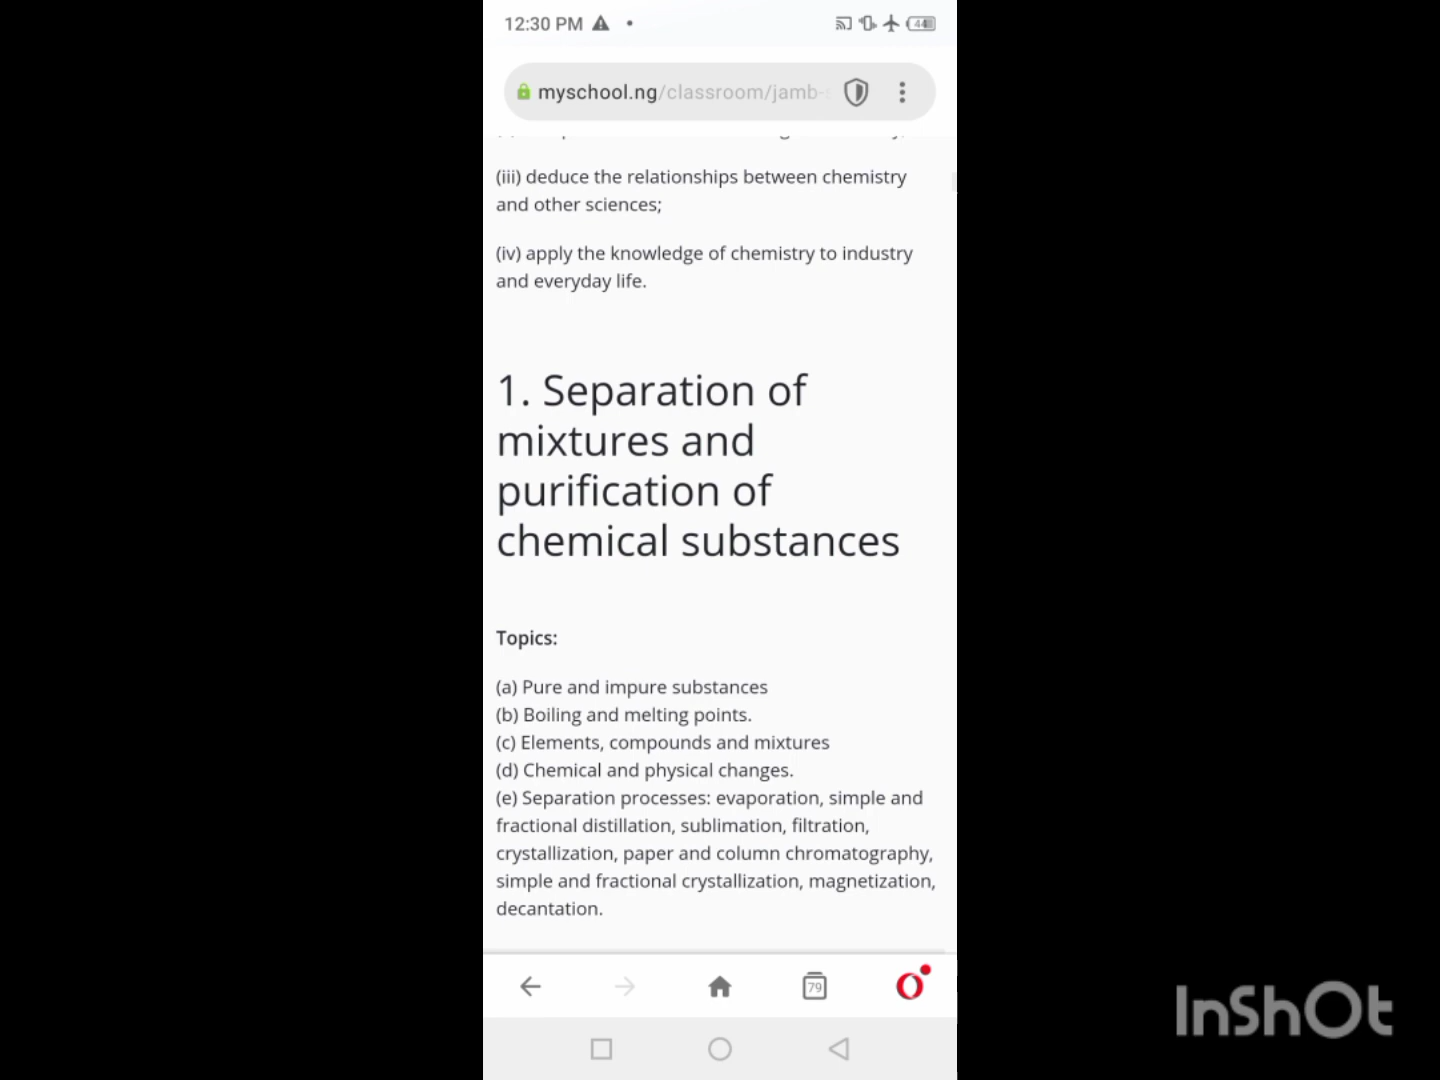 12:30 PM
44
myschool.ng/classroom/jamb-
(iii) deduce the relationships between chemistry
and other sciences;
(iv) apply the knowledge of chemistry to industry
and everyday life.
1. Separation of
mixtures and
purification of
chemical substances
Topics:
(a) Pure and impure substances
(b) Boiling and melting points.
(c) Elements, compounds and mixtures
(d) Chemical and physical changes.
(e) Separation processes: evaporation, simple and
fractional distillation, sublimation, filtration,
crystallization, paper and column chromatography,
simple and fractional crystallization, magnetization,
decantation.
79
InShOt